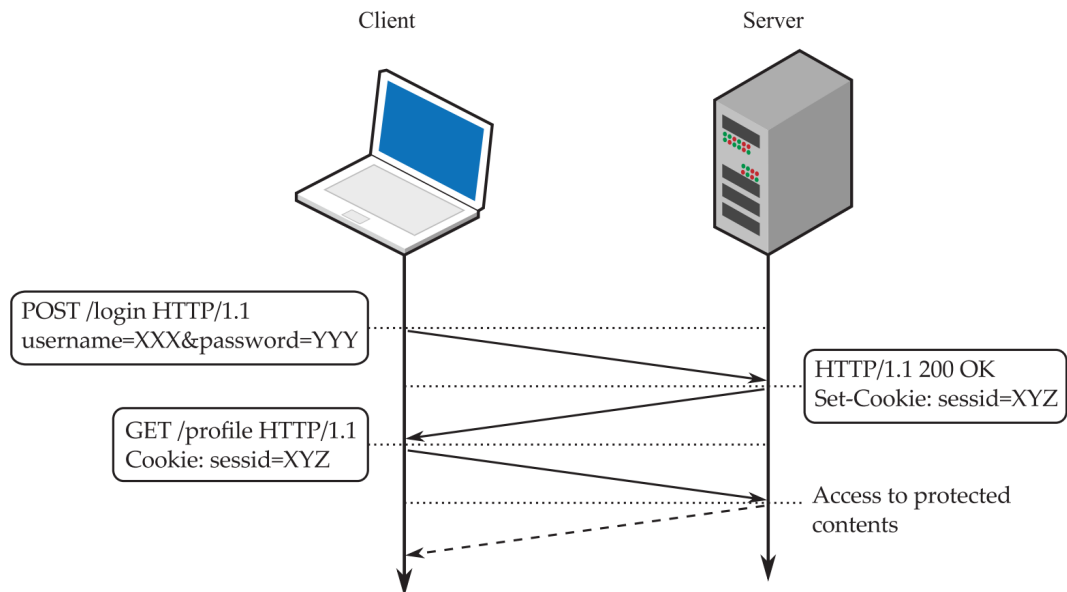 Client
Server
POST /login HTTP/1.1
username=XXX&password=YYY
HTTP/1.1 200 OK
Set-Cookie: sessid=XYZ
GET /profile HTTP/1.1
Cookie: sessid=XYZ
Access to protected
contents